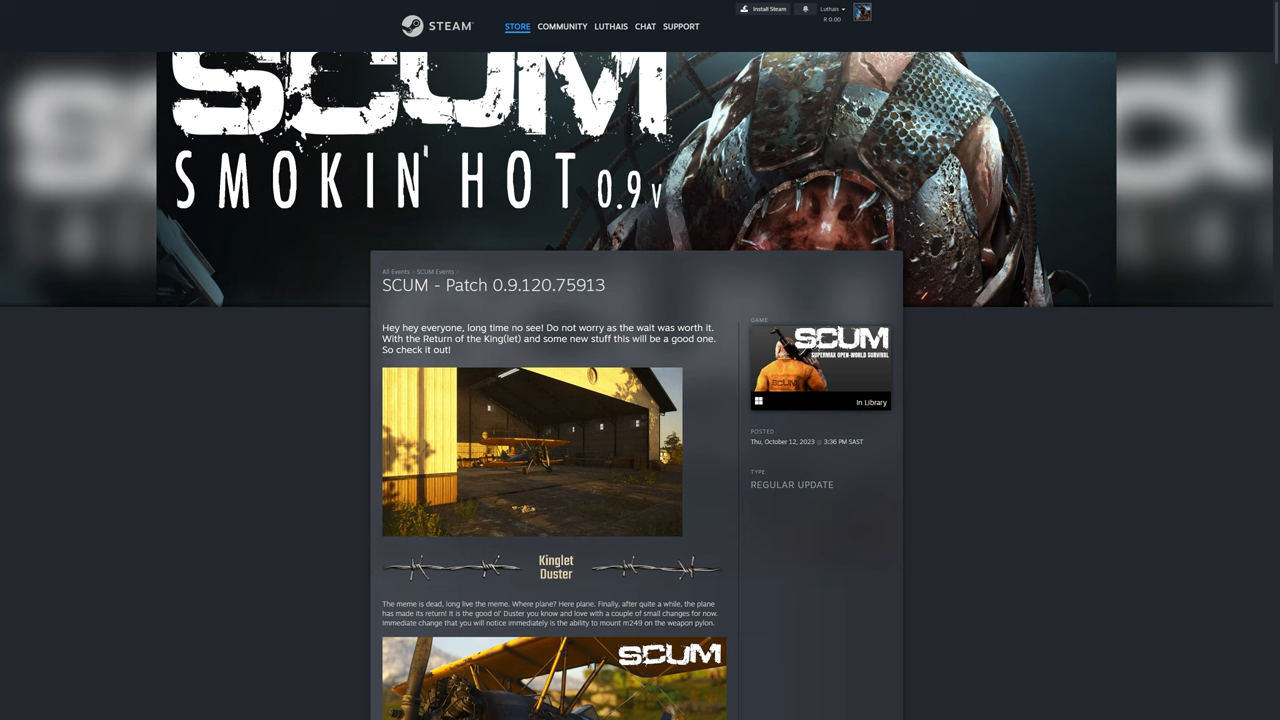 Install Steam
Luthais
R 0.00
STEAM
STORE COMMUNITY LUTHAIS CHAT SUPPORT
SCUM
SMOKIN' HOT 0.9v
All Events SCUM Events
SCUM - Patch 0.9.120.75913
Hey hey everyone, long time no see! Do not worry as the wait was worth it.
With the Return of the King(let) and some new stuff this will be a good one.
So check it out!
GAME
SCUM
SUPERMAX OPEN-WORLD SURVIVAL
SCUM
In Library
POSTED
Thu, October 12, 2023 @ 3:36 PM SAST
TYPE
REGULAR UPDATE
Kinglet
Duster
The meme is dead, long live the meme. Where plane? Here plane. Finally, after quite a while, the plane
has made its return! It is the good ol' Duster you know and love with a couple of small changes for now.
Immediate change that you will notice immediately is the ability to mount m249 on the weapon pylon.
SCUM